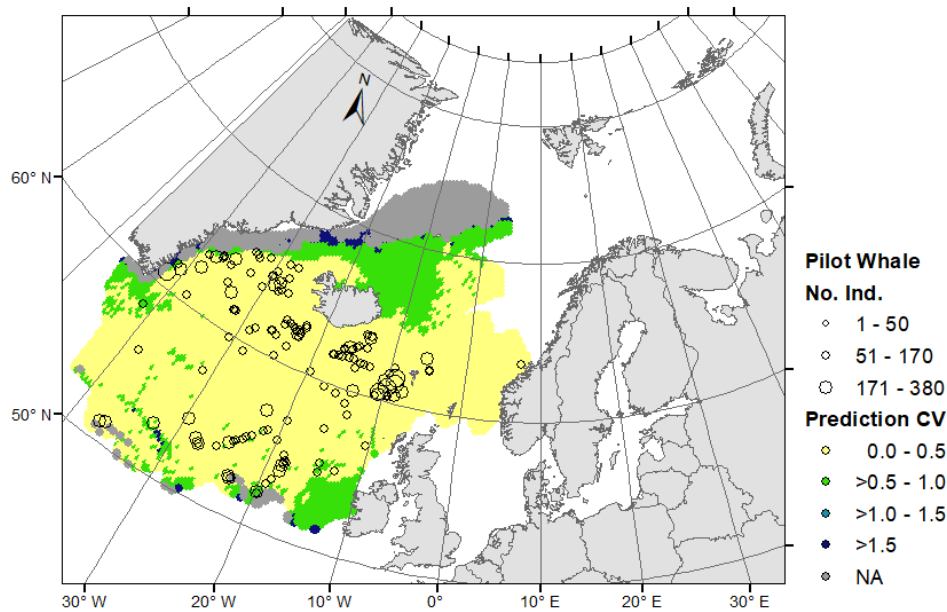 N
60° N
50° N
30° W
20° W
10° W
0°
10° E
20° E
30° E
Pilot Whale
No. Ind.
1 - 50
51 - 170
171 - 380
Prediction CV
0.0 - 0.5
>0.5 - 1.0
>1.0 - 1.5
>1.5
NA